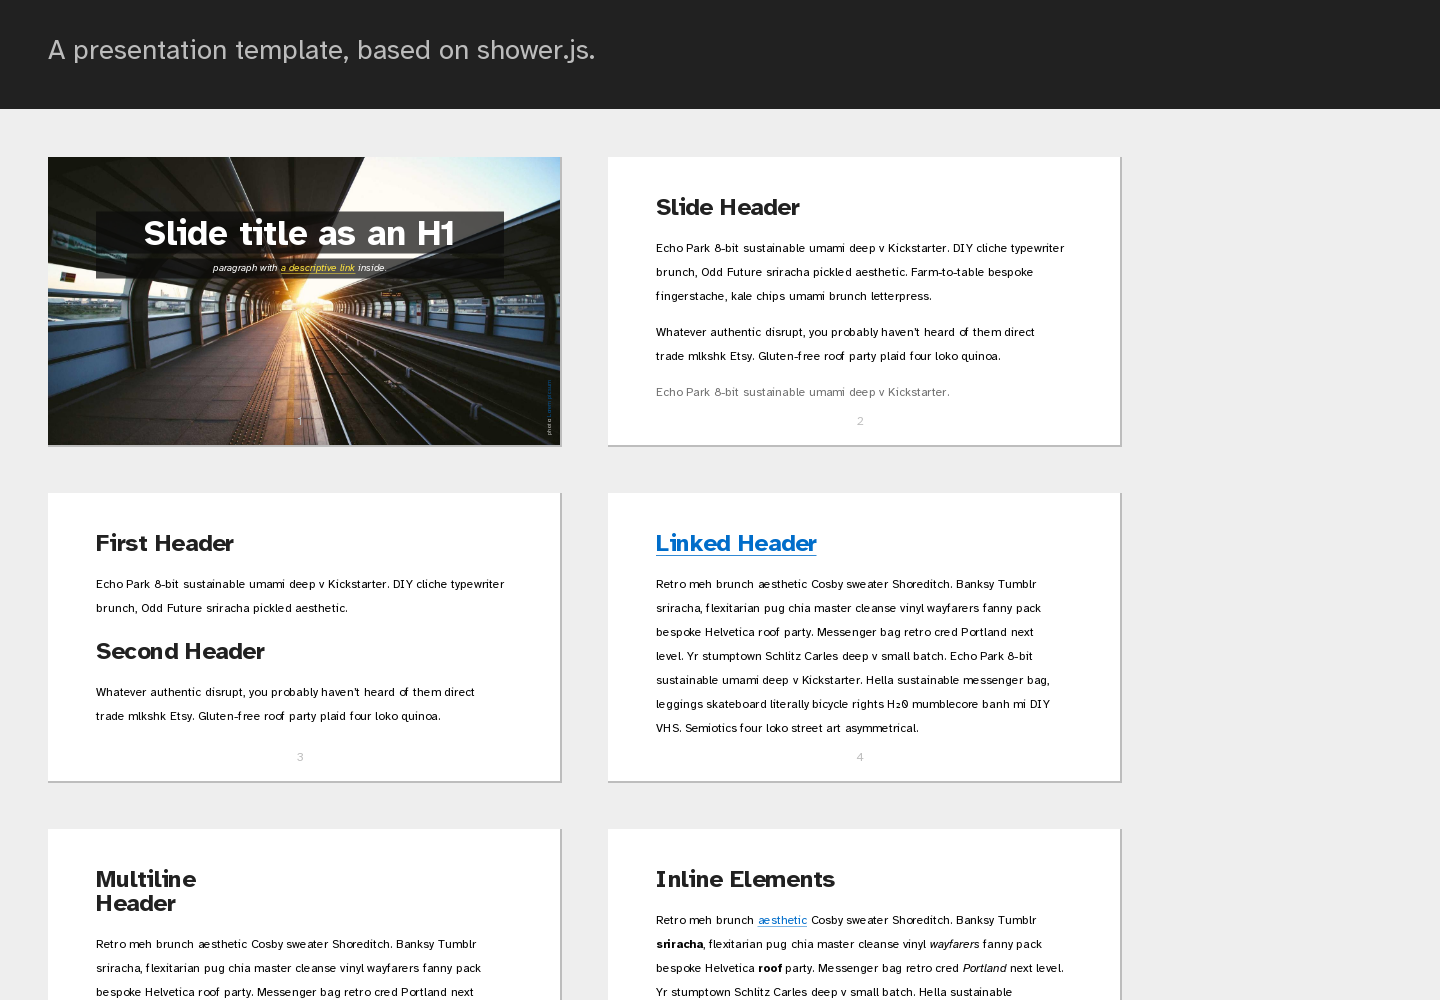 A presentation template, based on shower.js.
Slide title as an H1
paragraph with a descriptive link inside.
photo
1
Slide Header
Echo Park 8-bit sustainable umami deep v Kickstarter. DIY cliche typewriter
brunch, Odd Future sriracha pickled aesthetic. Farm-to-table bespoke
fingerstache, kale chips umami brunch letterpress.
Whatever authentic disrupt, you probably haven't heard of them direct
trade mlkshk Etsy. Gluten-free roof party plaid four loko quinoa.
Echo Park 8-bit sustainable umami deep v Kickstarter.
2
First Header
Echo Park 8-bit sustainable umami deep v Kickstarter. DIY cliche typewriter
brunch, Odd Future sriracha pickled aesthetic.
Second Header
Whatever authentic disrupt, you probably haven't heard of them direct
trade mlkshk Etsy. Gluten-free roof party plaid four loko quinoa.
3
Linked Header
Retro meh brunch aesthetic Cosby sweater Shoreditch. Banksy Tumblr
sriracha, flexitarian pug chia master cleanse vinyl wayfarers fanny pack
bespoke Helvetica roof party. Messenger bag retro cred Portland next
level. Yr stumptown Schlitz Carles deep v small batch. Echo Park 8-bit
sustainable umami deep v Kickstarter. Hella sustainable messenger bag,
leggings skateboard literally bicycle rights H₂0 mumblecore banh mi DIY
VHS. Semiotics four loko street art asymmetrical.
4
Multiline
Header
Retro meh brunch aesthetic Cosby sweater Shoreditch. Banksy Tumblr
sriracha, flexitarian pug chia master cleanse vinyl wayfarers fanny pack
bespoke Helvetica roof party. Messenger bag retro cred Portland next
Inline Elements
Retro meh brunch aesthetic Cosby sweater Shoreditch. Banksy Tumblr
sriracha, flexitarian pug chia master cleanse vinyl wayfarers fanny pack
bespoke Helvetica roof party. Messenger bag retro cred Portland next level.
Yr stumptown Schlitz Carles deep v small batch. Hella sustainable